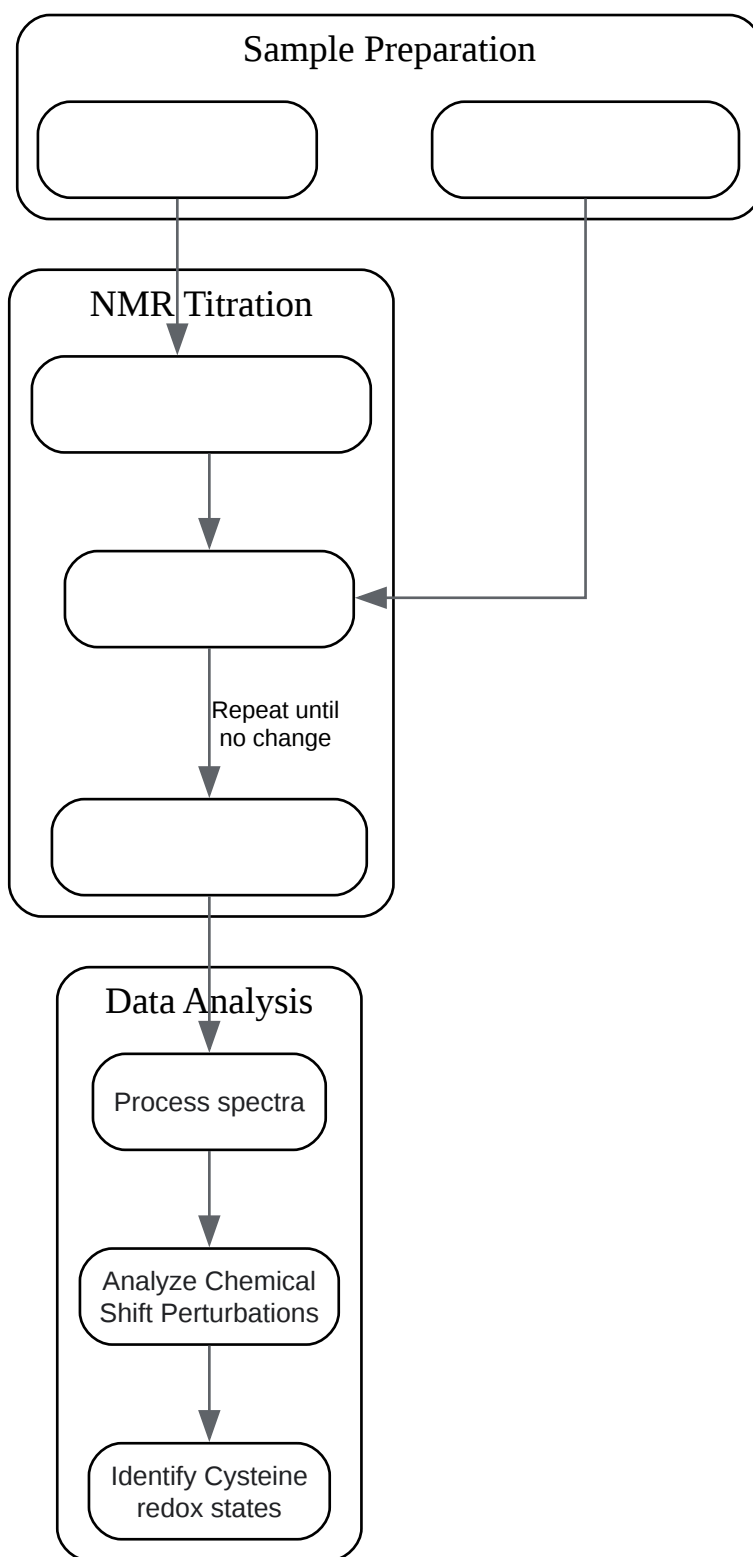 Sample Preparation
NMR Titration
Repeat until
no change
Data Analysis
Process spectra
Analyze Chemical
Shift Perturbations
Identify Cysteine
redox states